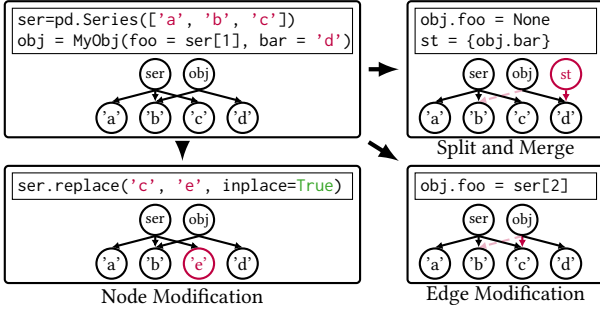 ser=pd.Series(['a', 'b', 'c'])
obj = MyObj(foo = ser[1], bar = 'd')
ser obj
'a' 'b' 'c' 'd'
obj.foo = None
st = {obj.bar}
ser obj st
'a' 'b' 'c' 'd'
Split and Merge
ser.replace('c', 'e', inplace=True)
ser obj
'a' 'b' 'e' 'd'
Node Modification
obj.foo = ser[2]
ser obj
'a' 'b' 'c' 'd'
Edge Modification